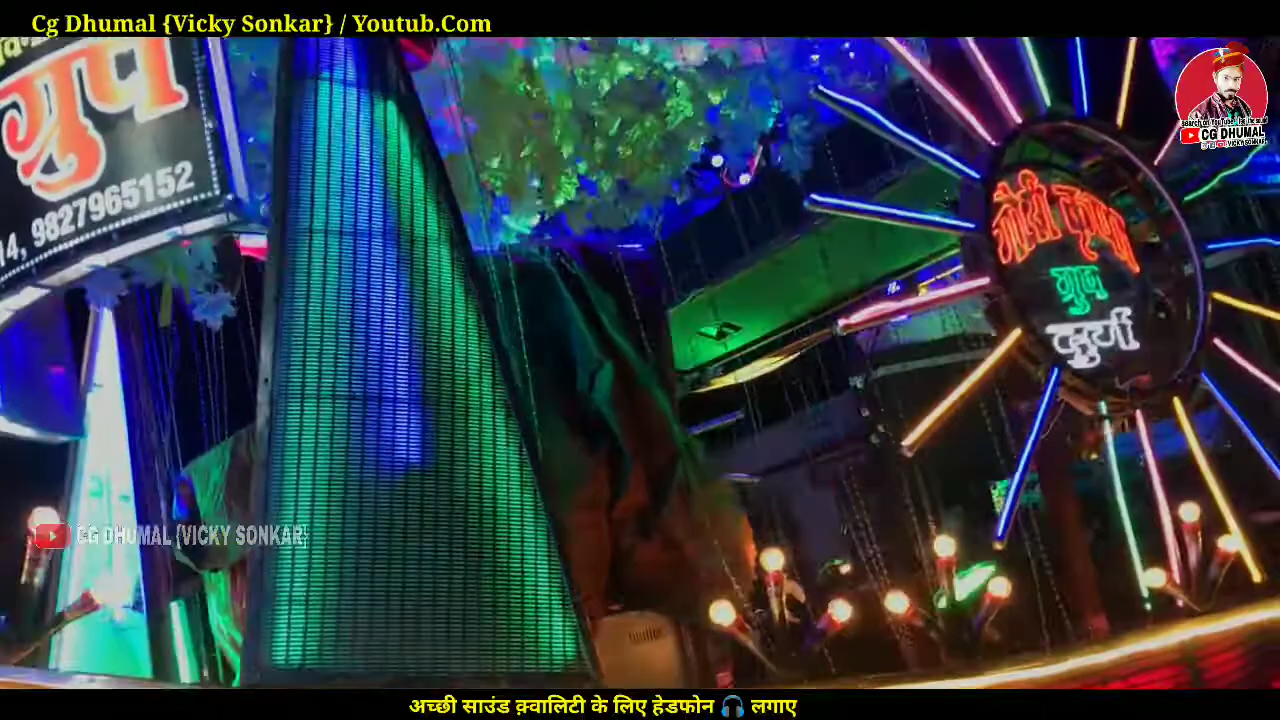 Cg Dhumal {Vicky Sonkar} / Youtub.Com
ग्रुप
14, 9827965152
CG DHUMAL
गौरी कृपा
ग्रुप
CG DHUMAL {VICKY SONKAR}
अच्छी साउंड क़्वालिटी के लिए हेडफोन 🎧 लगाए